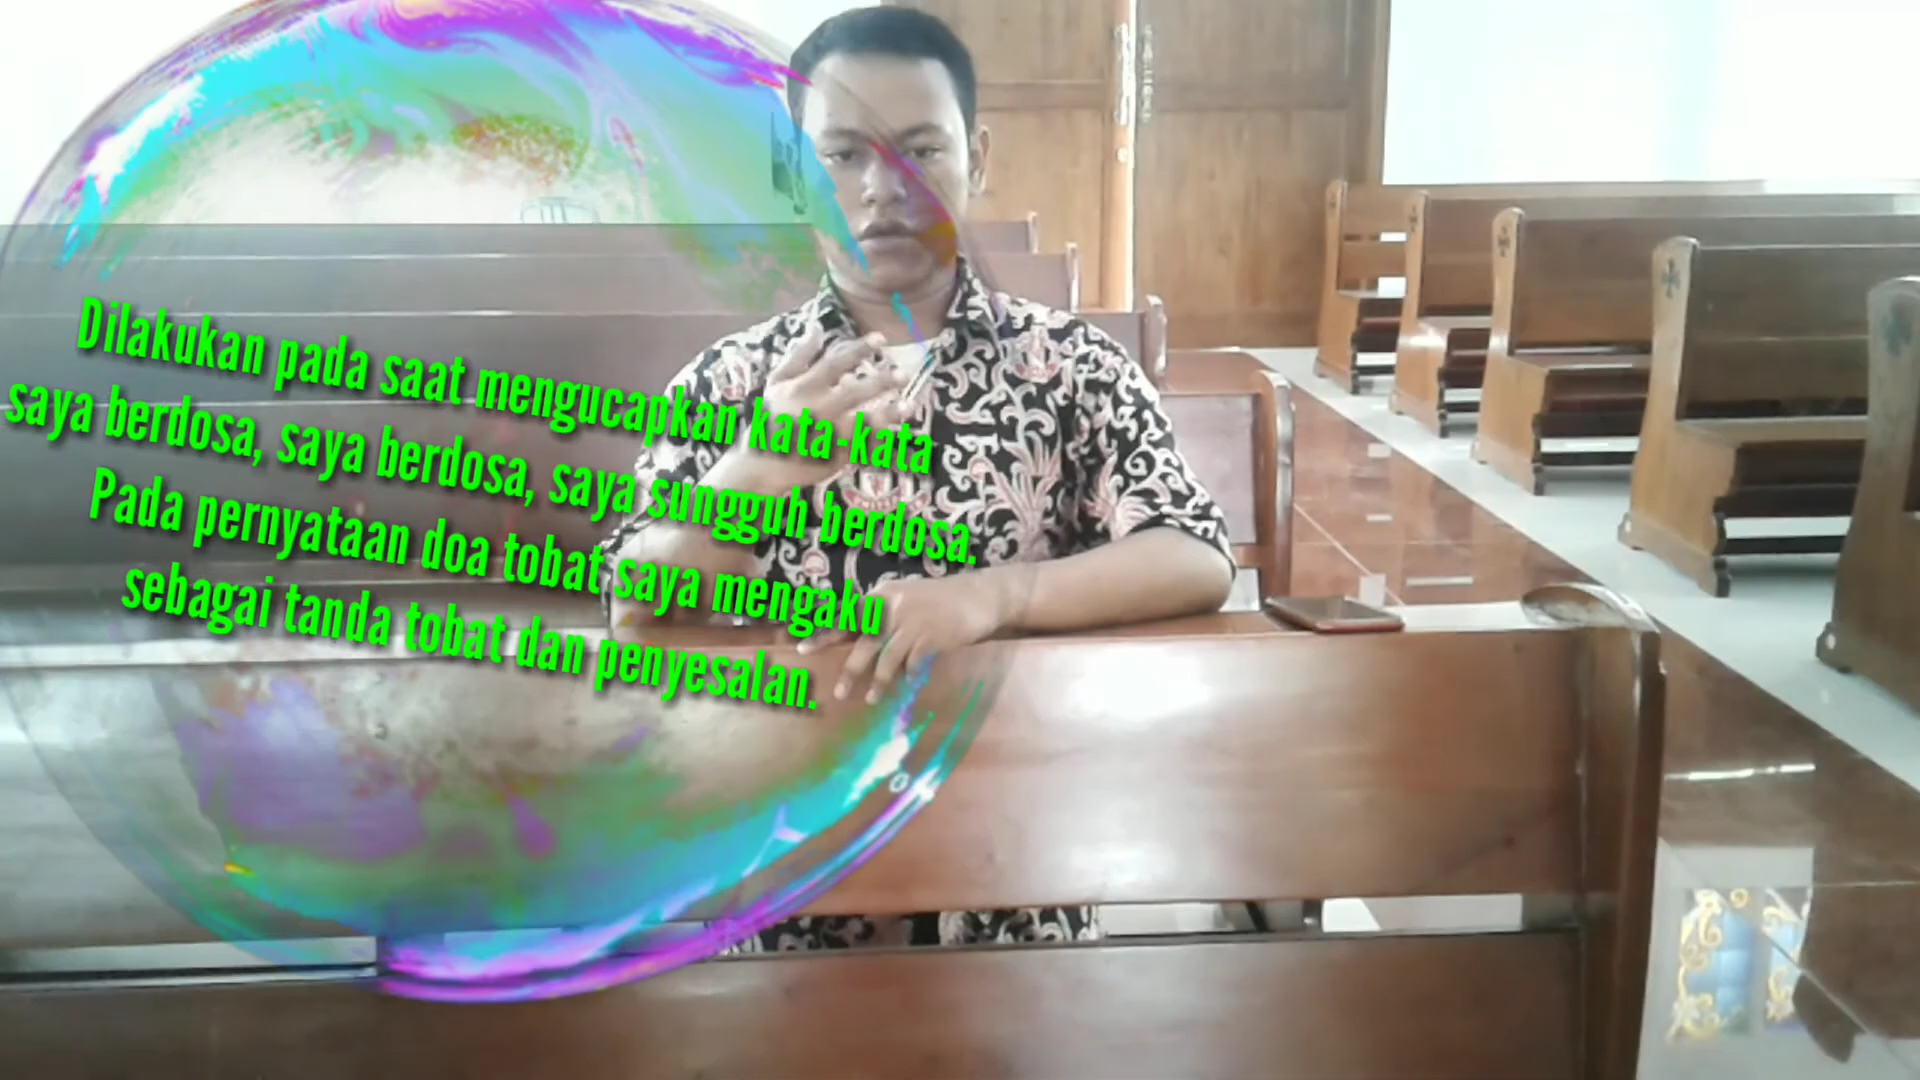 Dilakukan pada saat mengucapkan kata-kata
saya berdosa, saya berdosa, saya sungguh berdosa.
Pada pernyataan doa tobat saya mengaku
sebagai tanda tobat dan penyesalan.